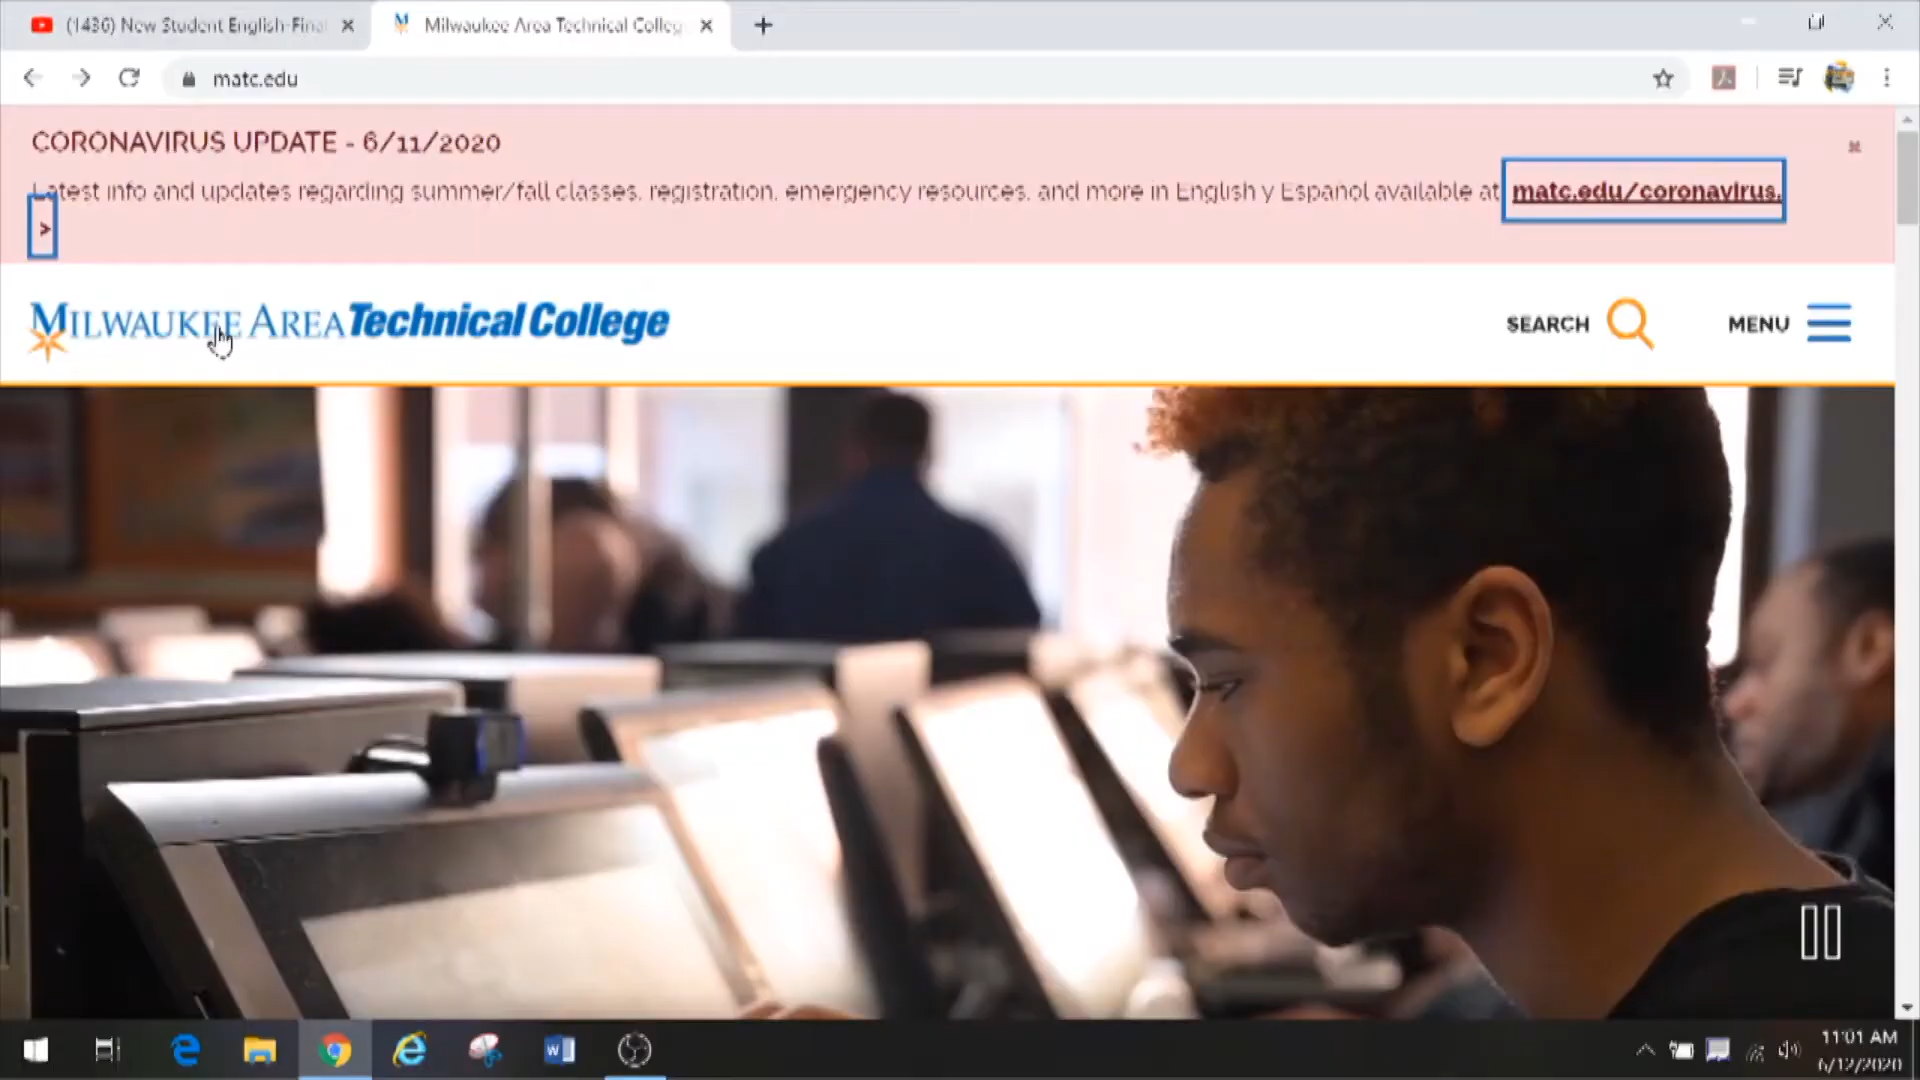 (1436) New Student English-Final
Milwaukee Area Technical Colleg
matc.edu
CORONAVIRUS UPDATE - 6/11/2020
Latest info and updates regarding summer/fall classes, registration, emergency resources, and more in English y Español available at matc.edu/coronavirus.
>
MILWAUKEE AREA Technical College
SEARCH
MENU
11:01 AM
6/12/2020